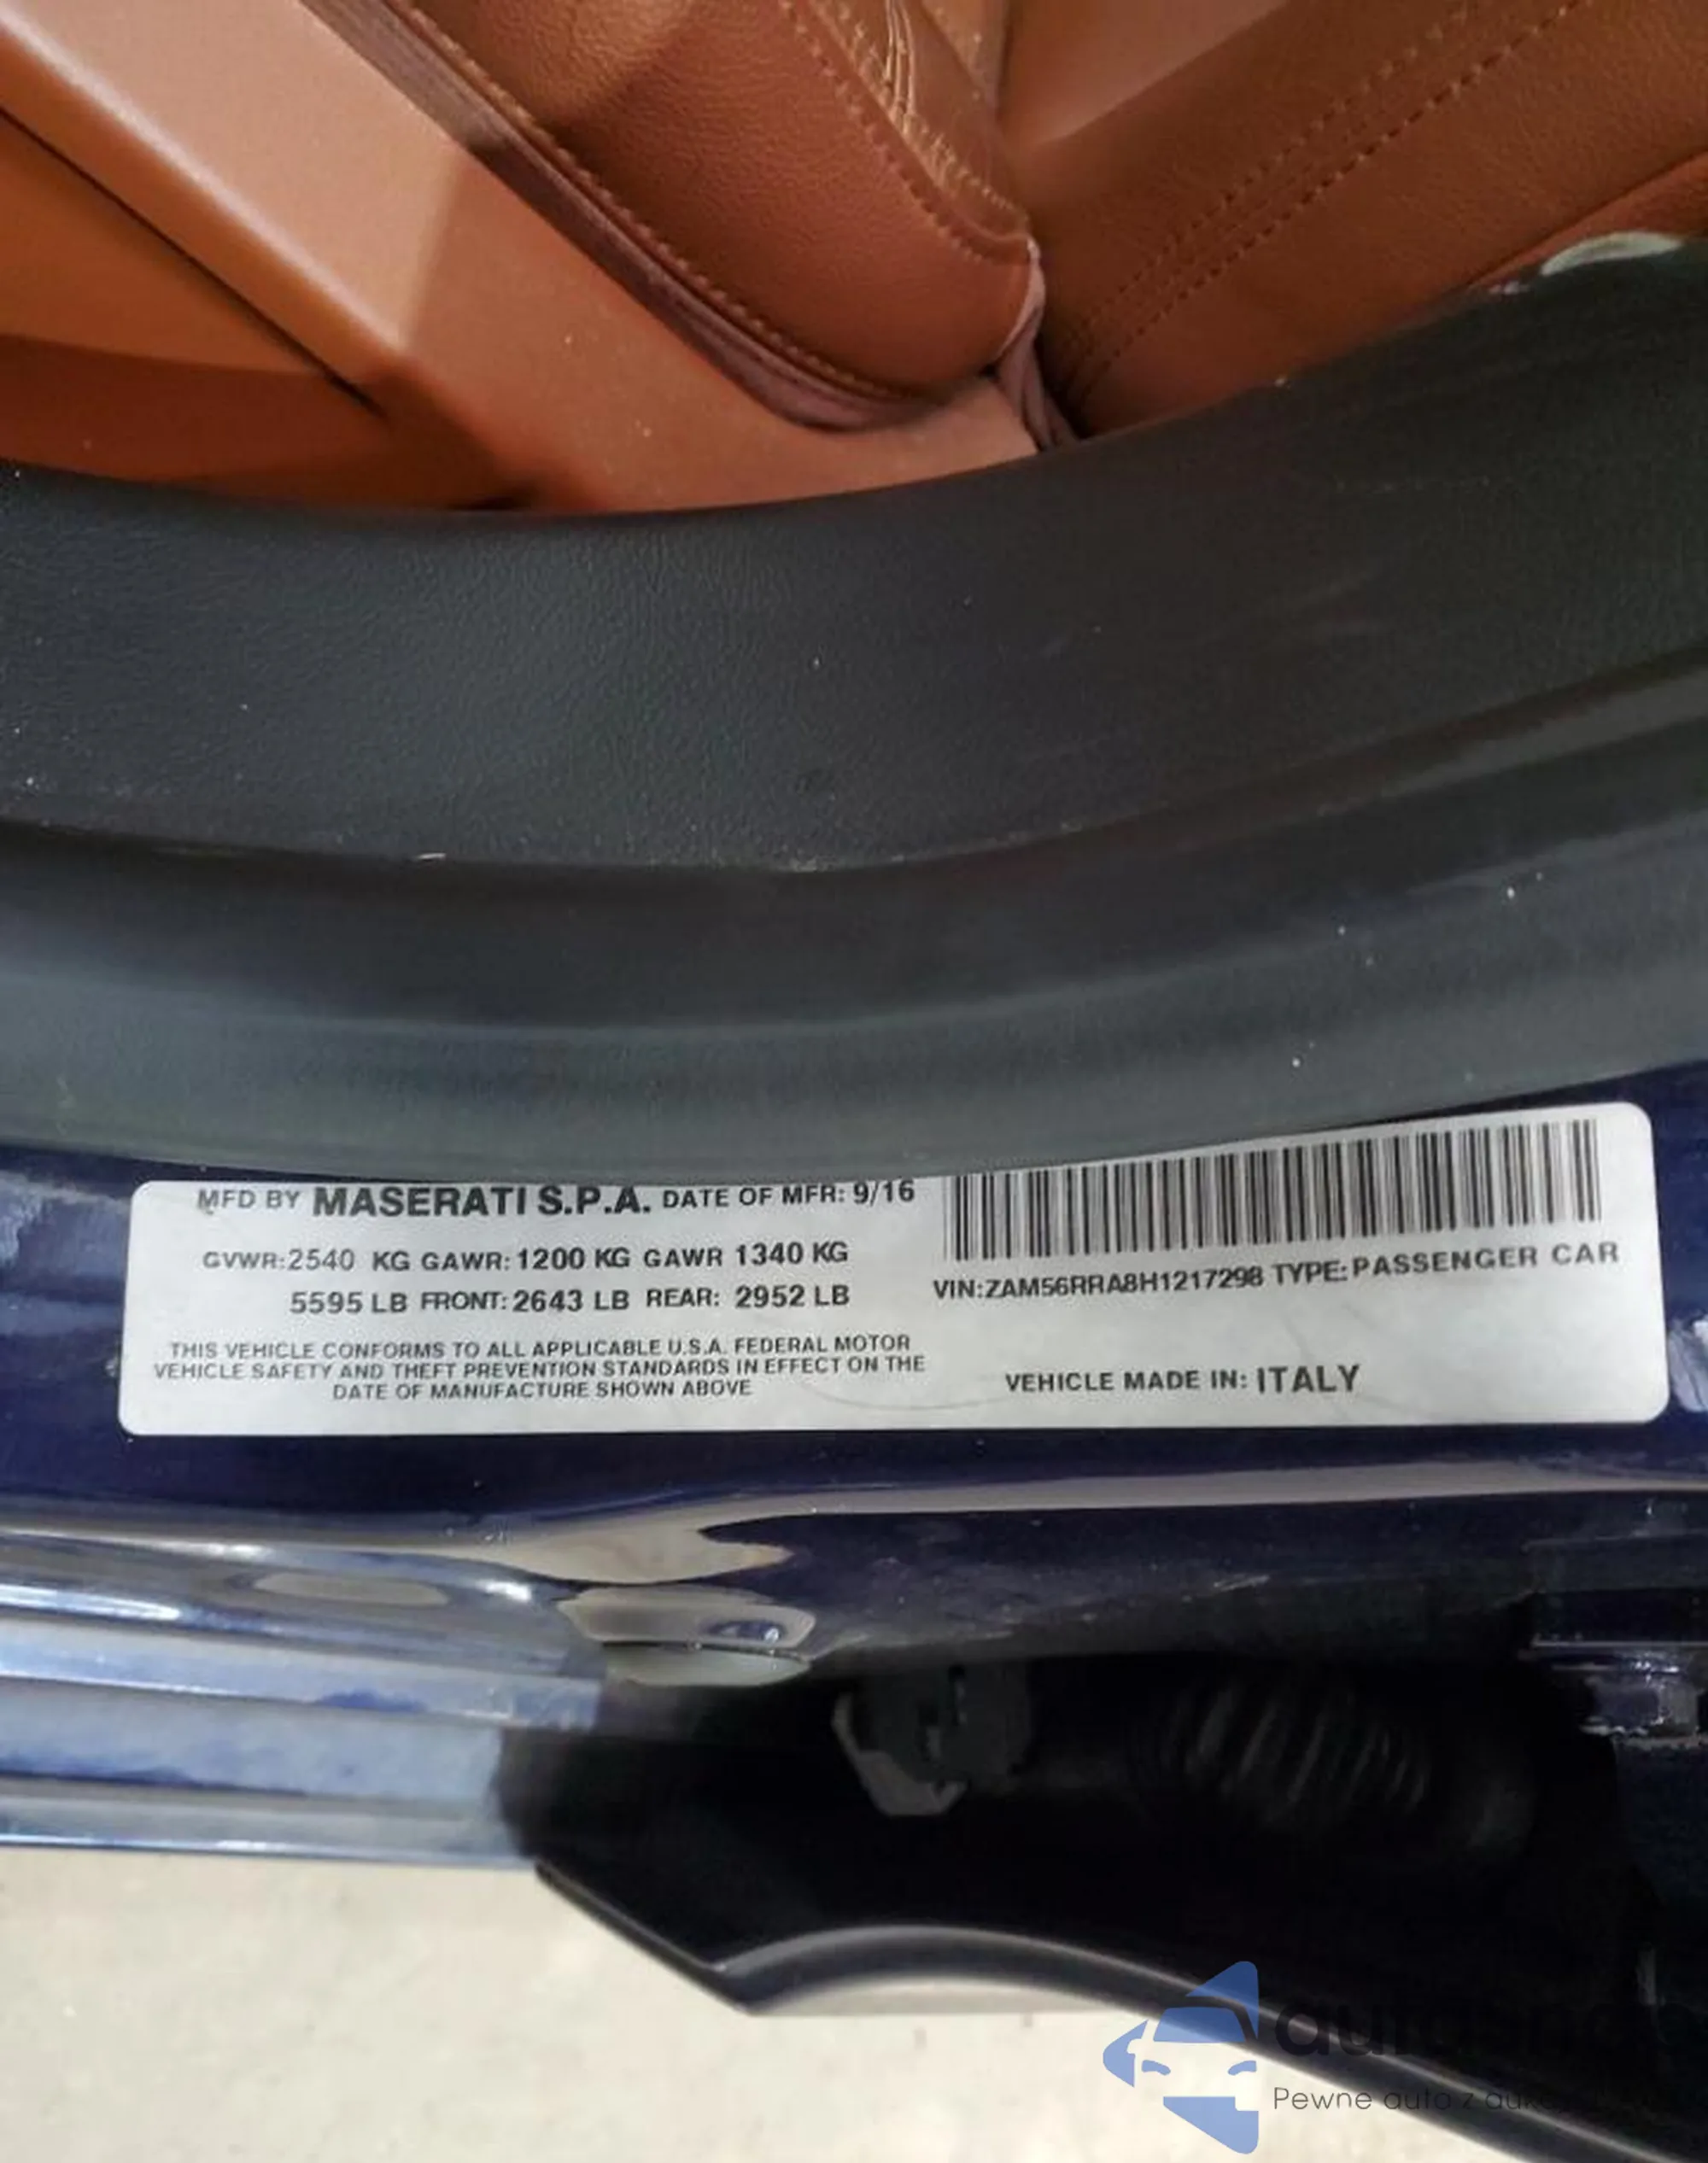 MFD BY MASERATI S.P.A. DATE OF MFR: 9/16
GVWR:2540 KG GAWR: 1200 KG GAWR 1340 KG
5595 LB FRONT: 2643 LB REAR: 2952 LB
THIS VEHICLE CONFORMS TO ALL APPLICABLE U.S.A. FEDERAL MOTOR
VEHICLE SAFETY AND THEFT PREVENTION STANDARDS IN EFFECT ON THE
DATE OF MANUFACTURE SHOWN ABOVE
VIN:ZAM56RRA8H1217298 TYPE:PASSENGER CAR
VEHICLE MADE IN: ITALY
Pewne auto z